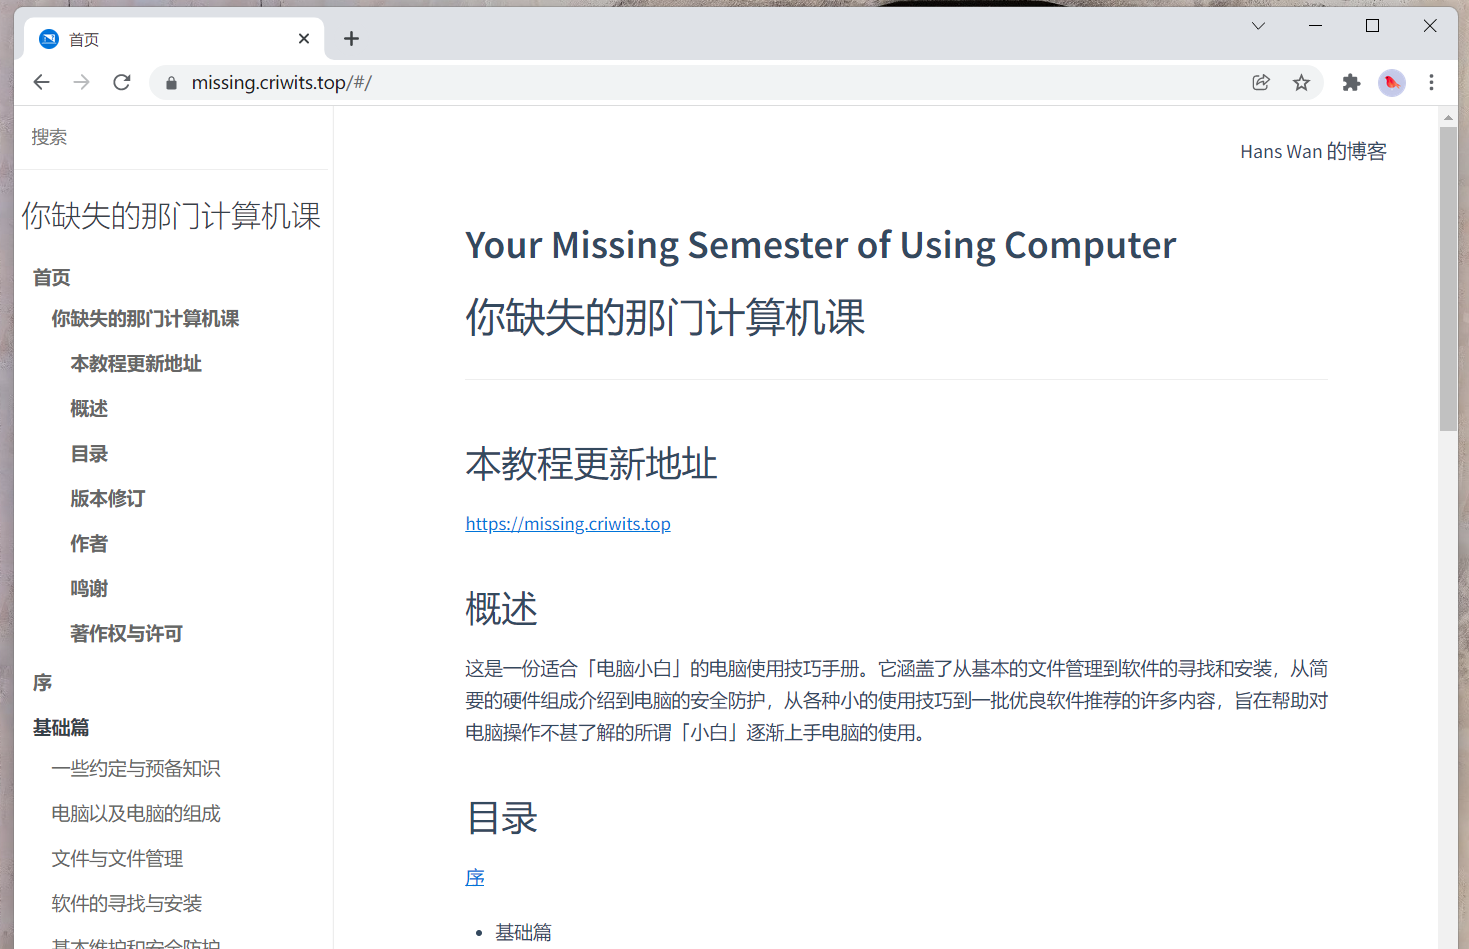 首页
missing.criwits.top/#/
搜索
你缺失的那门计算机课
首页
你缺失的那门计算机课
本教程更新地址
概述
目录
版本修订
作者
鸣谢
著作权与许可
序
基础篇
一些约定与预备知识
电脑以及电脑的组成
文件与文件管理
软件的寻找与安装
基本维护和安全防护
Hans Wan 的博客
Your Missing Semester of Using Computer
你缺失的那门计算机课
本教程更新地址
https://missing.criwits.top
概述
这是一份适合「电脑小白」的电脑使用技巧手册。它涵盖了从基本的文件管理到软件的寻找和安装，从简
要的硬件组成介绍到电脑的安全防护，从各种小的使用技巧到一批优良软件推荐的许多内容，旨在帮助对
电脑操作不甚了解的所谓「小白」逐渐上手电脑的使用。
目录
序
• 基础篇